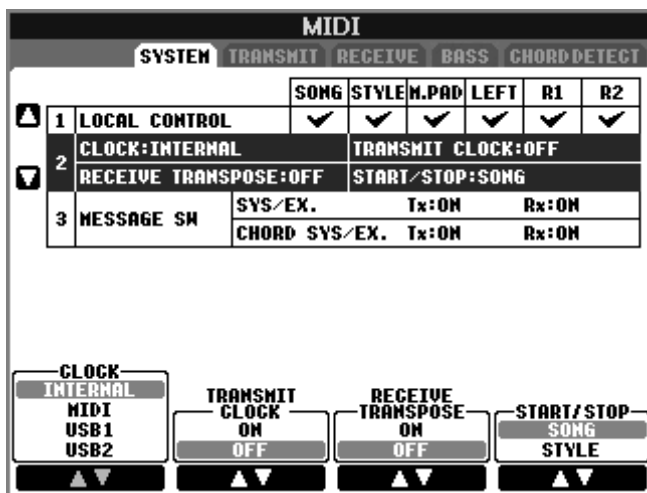 MIDI
SYSTEM TRANSMIT RECEIVE BASS CHORD DETECT
SONG STYLE M.PAD LEFT R1 R2
1 LOCAL CONTROL
2 CLOCK:INTERNAL TRANSMIT CLOCK:OFF
RECEIVE TRANSPOSE:OFF START/STOP:SONG
3 MESSAGE SW SYS/EX. Tx:ON Rx:ON
CHORD SYS/EX. Tx:ON Rx:ON
CLOCK
INTERNAL
MIDI
USB1
USB2
TRANSMIT
CLOCK
ON
OFF
RECEIVE
TRANSPOSE
ON
OFF
START/STOP
SONG
STYLE